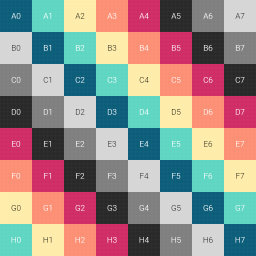 A0 A1 A2 A3 A4 A5 A6 A7
B0 B1 B2 B3 B4 B5 B6 B7
C0 C1 C2 C3 C4 C5 C6 C7
D0 D1 D2 D3 D4 D5 D6 D7
E0 E1 E2 E3 E4 E5 E6 E7
F0 F1 F2 F3 F4 F5 F6 F7
G0 G1 G2 G3 G4 G5 G6 G7
H0 H1 H2 H3 H4 H5 H6 H7